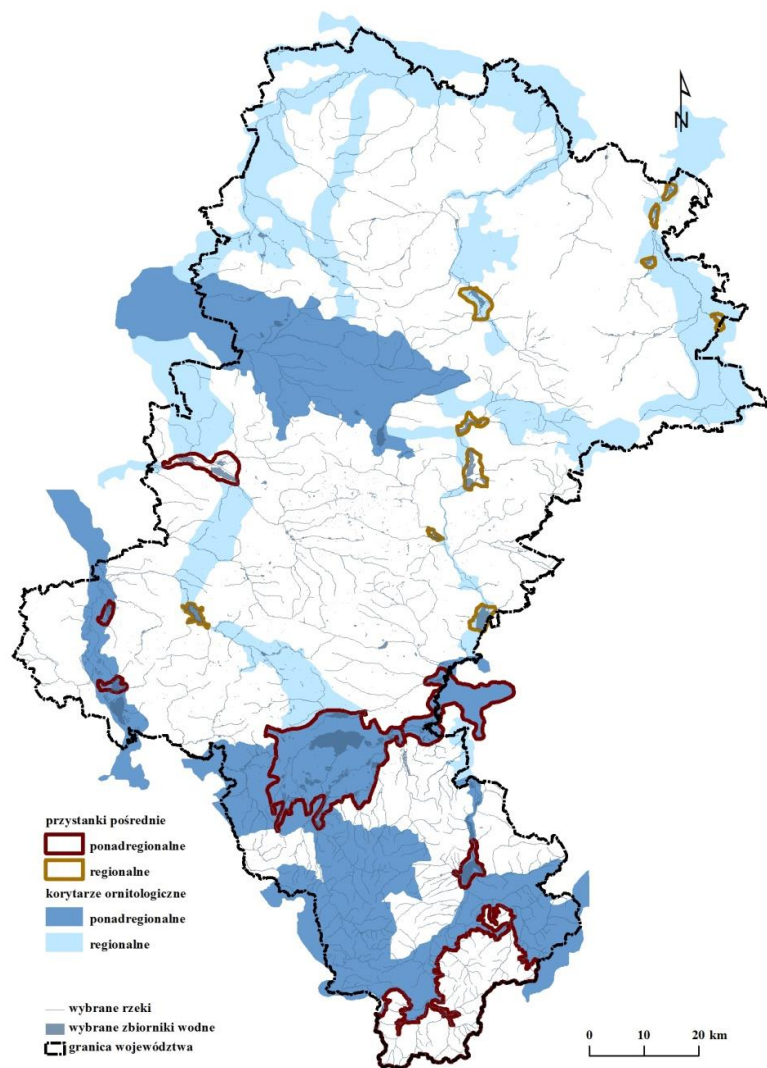 N
przystanki pośrednie
ponadregionalne
regionalne
korytarze ornitologiczne
ponadregionalne
regionalne
wybrane rzeki
wybrane zbiorniki wodne
granica województwa
0 10 20 km